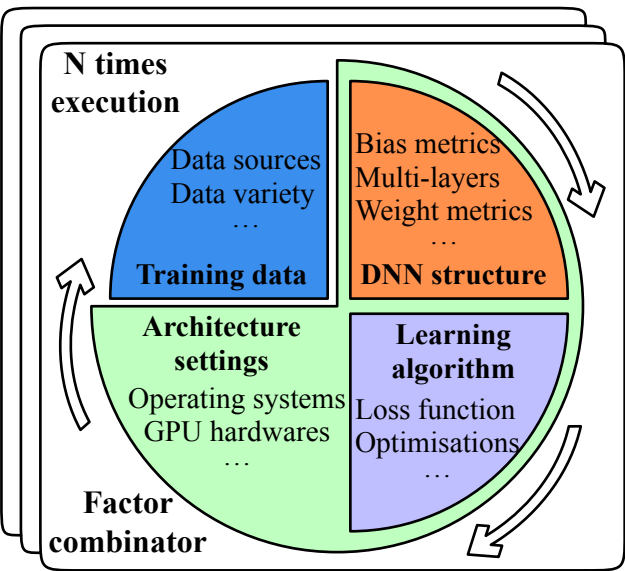 N times
execution
Data sources
Data variety
…
Training data
Bias metrics
Multi-layers
Weight metrics
…
DNN structure
Architecture
settings
Operating systems
GPU hardwares
…
Learning
algorithm
Loss function
Optimisations
…
Factor
combinator